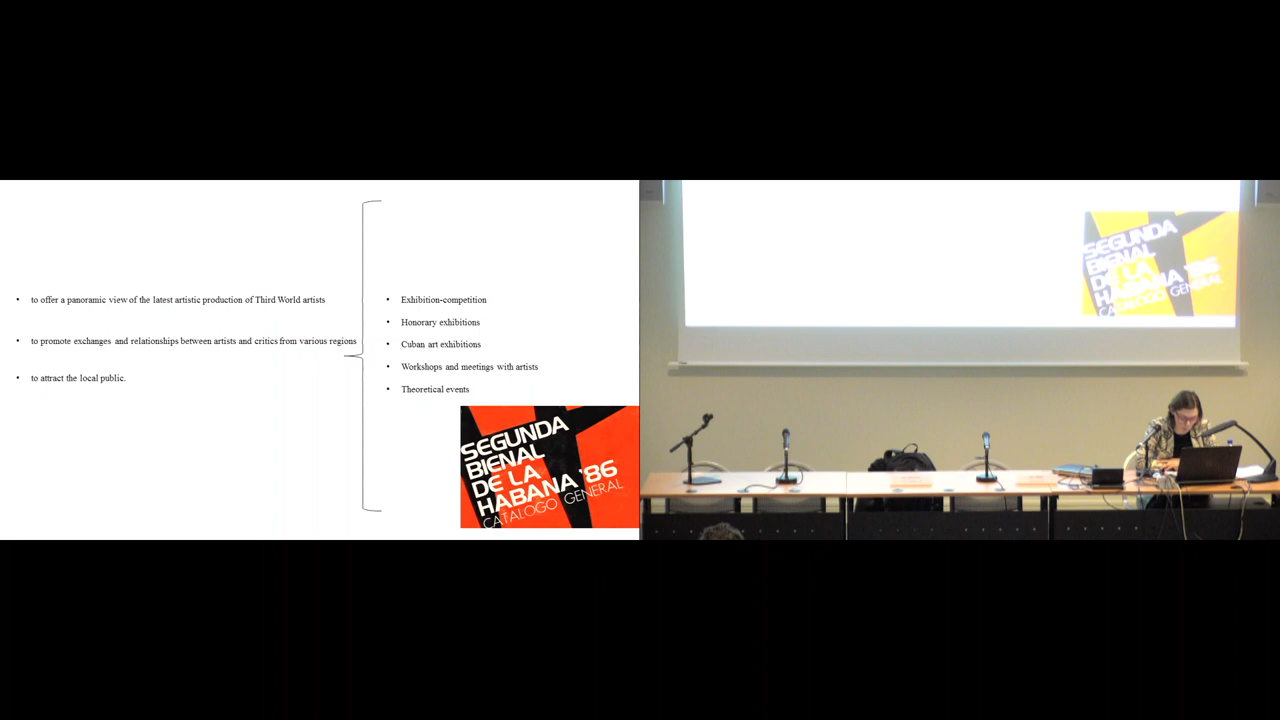 to offer a panoramic view of the latest artistic production of Third World artists
to promote exchanges and relationships between artists and critics from various regions
to attract the local public.
Exhibition-competition
Honorary exhibitions
Cuban art exhibitions
Workshops and meetings with artists
Theoretical events
SEGUNDA
BIENAL
DE LA
HABANA '86
CATALOGO GENERAL
SEGUNDA
BIENAL
DE LA
HABANA '86
CATALOGO GENERAL